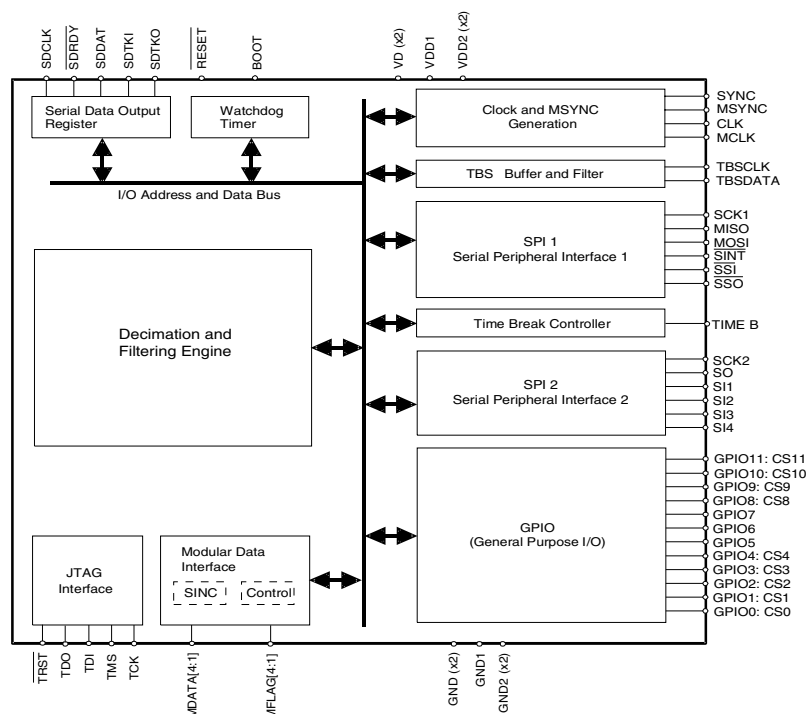 SDCLK
SDRDY
SDDAT
SDTKI
SDTKO
RESET
BOOT
VD (x2)
VDD1
VDD2 (x2)
Serial Data Output
Register
Watchdog
Timer
I/O Address and Data Bus
Clock and MSYNC
Generation
SYNC
MSYNC
CLK
MCLK
TBS Buffer and Filter
TBSCLK
TBSDATA
SPI 1
Serial Peripheral Interface 1
SCK1
MISO
MOSI
SINT
SSI
SSO
Decimation and
Filtering Engine
Time Break Controller
TIME B
SPI 2
Serial Peripheral Interface 2
SCK2
SO
SI1
SI2
SI3
SI4
GPIO
(General Purpose I/O)
GPIO11: CS11
GPIO10: CS10
GPIO9: CS9
GPIO8: CS8
GPIO7
GPIO6
GPIO5
GPIO4: CS4
GPIO3: CS3
GPIO2: CS2
GPIO1: CS1
GPIO0: CS0
JTAG
Interface
Modular Data
Interface
SINC
Control
TRST
TDO
TDI
TMS
TCK
MDATA[4:1]
MFLAG[4:1]
GND (x2)
GND1
GND2 (x2)